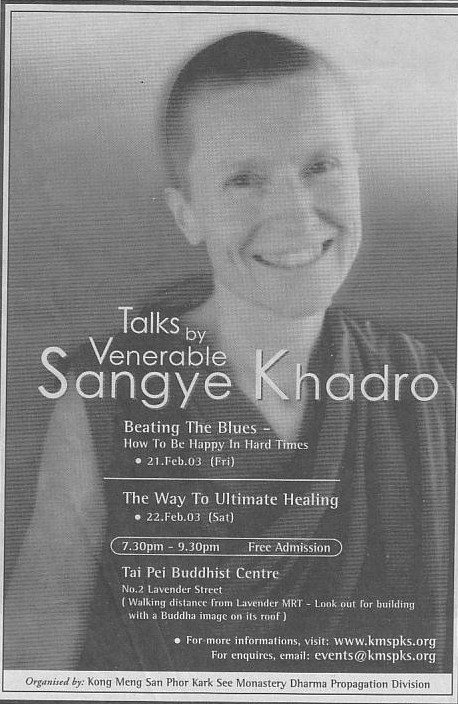 Talks by
Venerable
Sangye Khadro
Beating The Blues -
How To Be Happy In Hard Times
• 21.Feb.03 (Fri)
The Way To Ultimate Healing
• 22.Feb.03 (Sat)
7.30pm - 9.30pm Free Admission
Tai Pei Buddhist Centre
No.2 Lavender Street
( Walking distance from Lavender MRT - Look out for building
with a Buddha image on its roof )
• For more informations, visit: www.kmspks.org
For enquires, email: events@kmspks.org
Organised by: Kong Meng San Phor Kark See Monastery Dharma Propagation Division